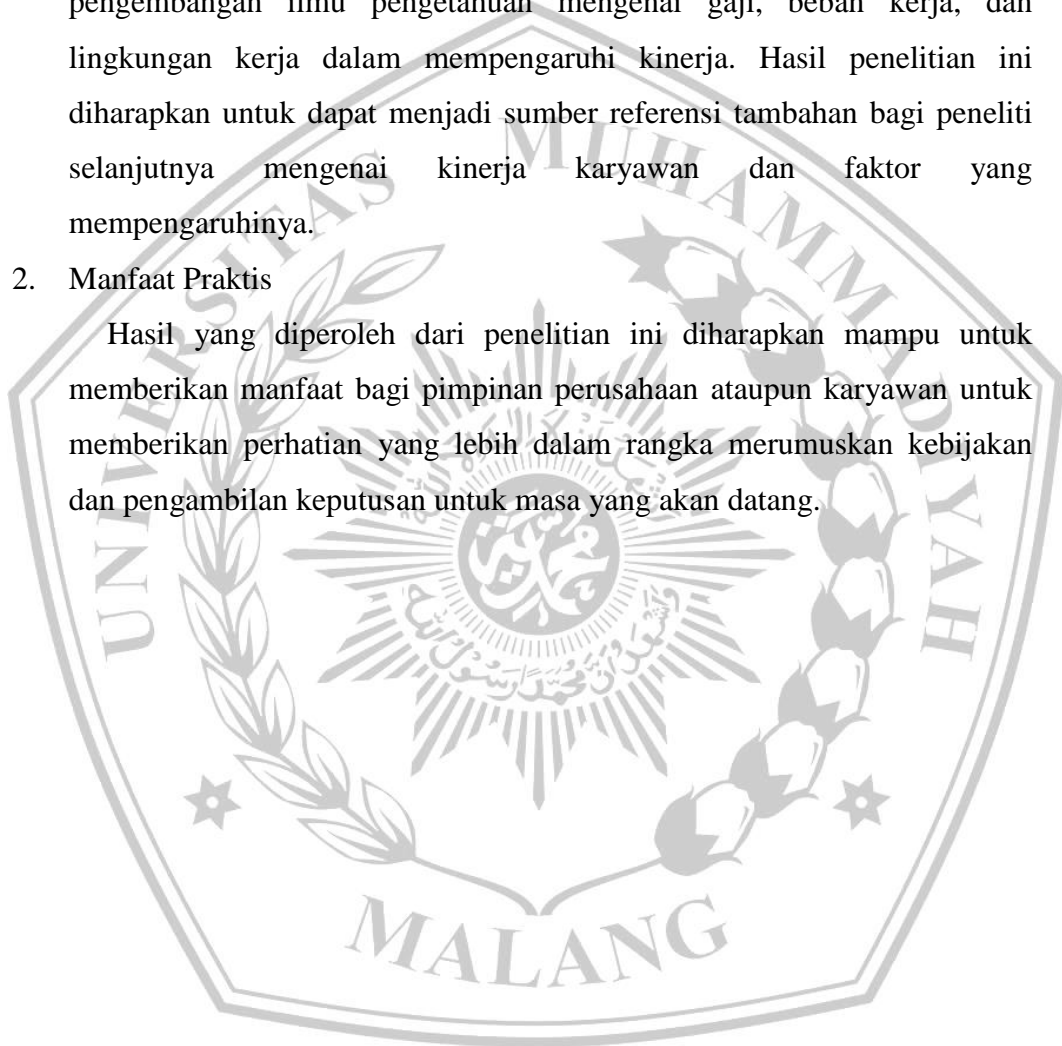 pengembangan ilmu pengetahuan mengenai gaji, beban kerja, dan
lingkungan kerja dalam mempengaruhi kinerja. Hasil penelitian ini
diharapkan untuk dapat menjadi sumber referensi tambahan bagi peneliti
selanjutnya mengenai kinerja karyawan dan faktor yang
mempengaruhinya.
2. Manfaat Praktis
Hasil yang diperoleh dari penelitian ini diharapkan mampu untuk
memberikan manfaat bagi pimpinan perusahaan ataupun karyawan untuk
memberikan perhatian yang lebih dalam rangka merumuskan kebijakan
dan pengambilan keputusan untuk masa yang akan datang.
UNIVERSITAS MUHAMMADIYAH
MALANG